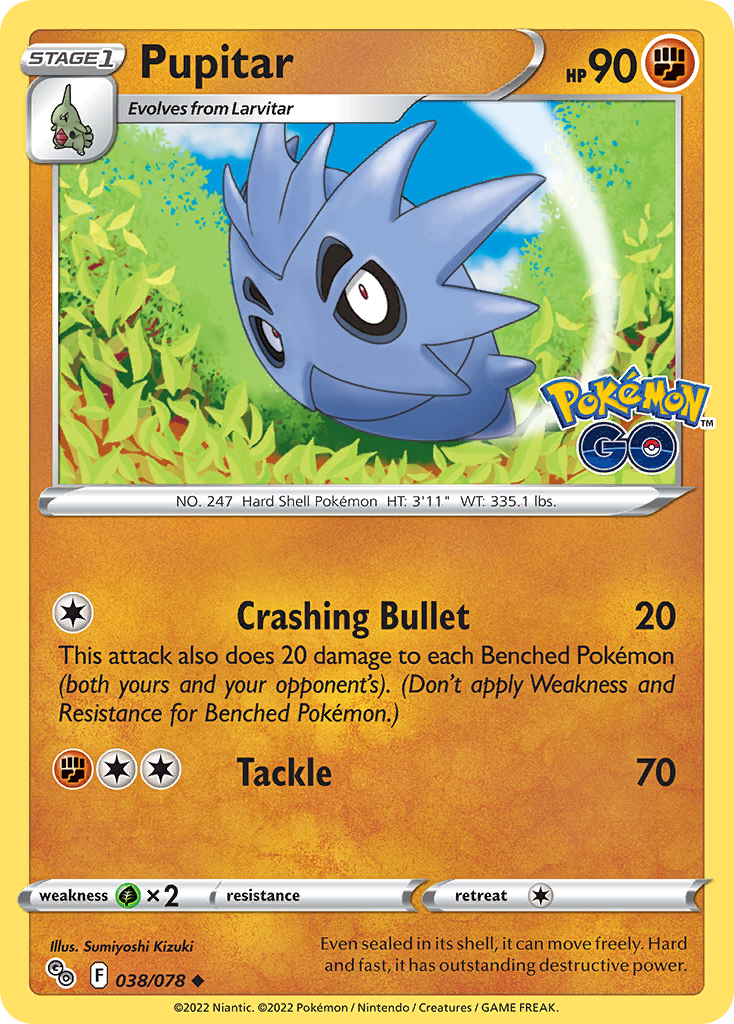 STAGE1
Pupitar
HP90
Evolves from Larvitar
POKéMON™
GO
NO. 247 Hard Shell Pokémon HT: 3'11" WT: 335.1 lbs.
Crashing Bullet 20
This attack also does 20 damage to each Benched Pokémon
(both yours and your opponent's). (Don't apply Weakness and
Resistance for Benched Pokémon.)
Tackle 70
weakness ×2 resistance retreat
Illus. Sumiyoshi Kizuki
Even sealed in its shell, it can move freely. Hard
and fast, it has outstanding destructive power.
GO F 038/078
©2022 Niantic. ©2022 Pokémon / Nintendo / Creatures / GAME FREAK.